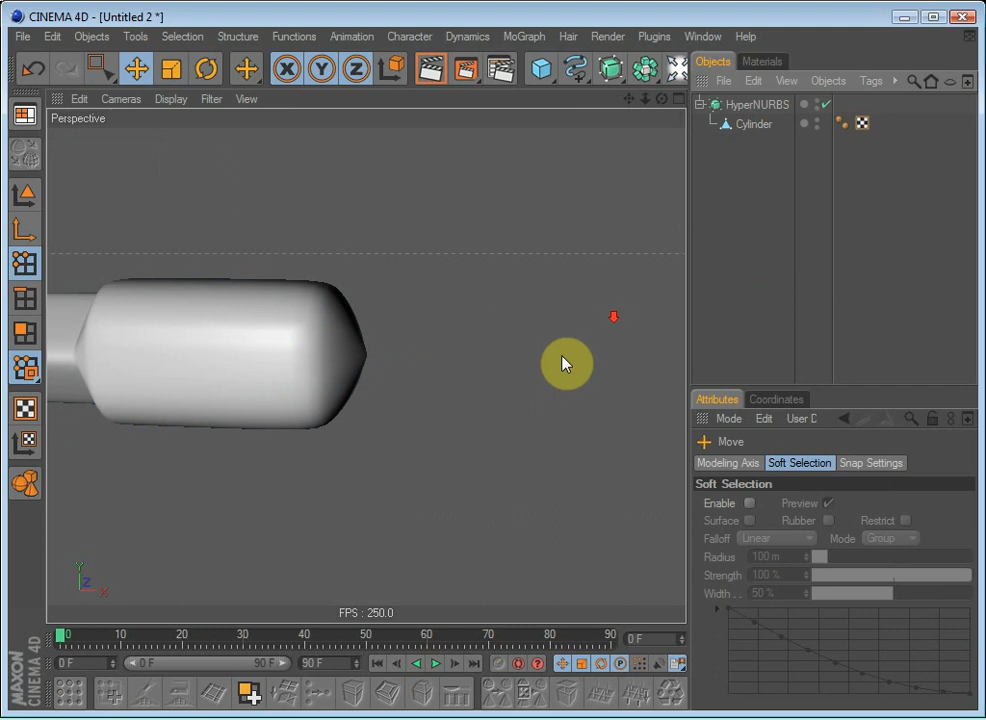 CINEMA 4D - [Untitled 2 *]
File Edit Objects Tools Selection Structure Functions Animation Character Dynamics MoGraph Hair Render Plugins Window Help
X Y Z
Objects Materials
File Edit View Objects Tags
HyperNURBS
Cylinder
Edit Cameras Display Filter View
Perspective
Y
Z X
FPS : 250.0
Attributes Coordinates
Mode Edit User D
Move
Modeling Axis Soft Selection Snap Settings
Soft Selection
Enable Preview
Surface Rubber Restrict
Falloff Linear Mode Group
Radius 100 m
Strength 100 %
Width . . 50 %
0 10 20 30 40 50 60 70 80 90 0 F
0 F 0 F 90 F 90 F
MAXON
CINEMA 4D